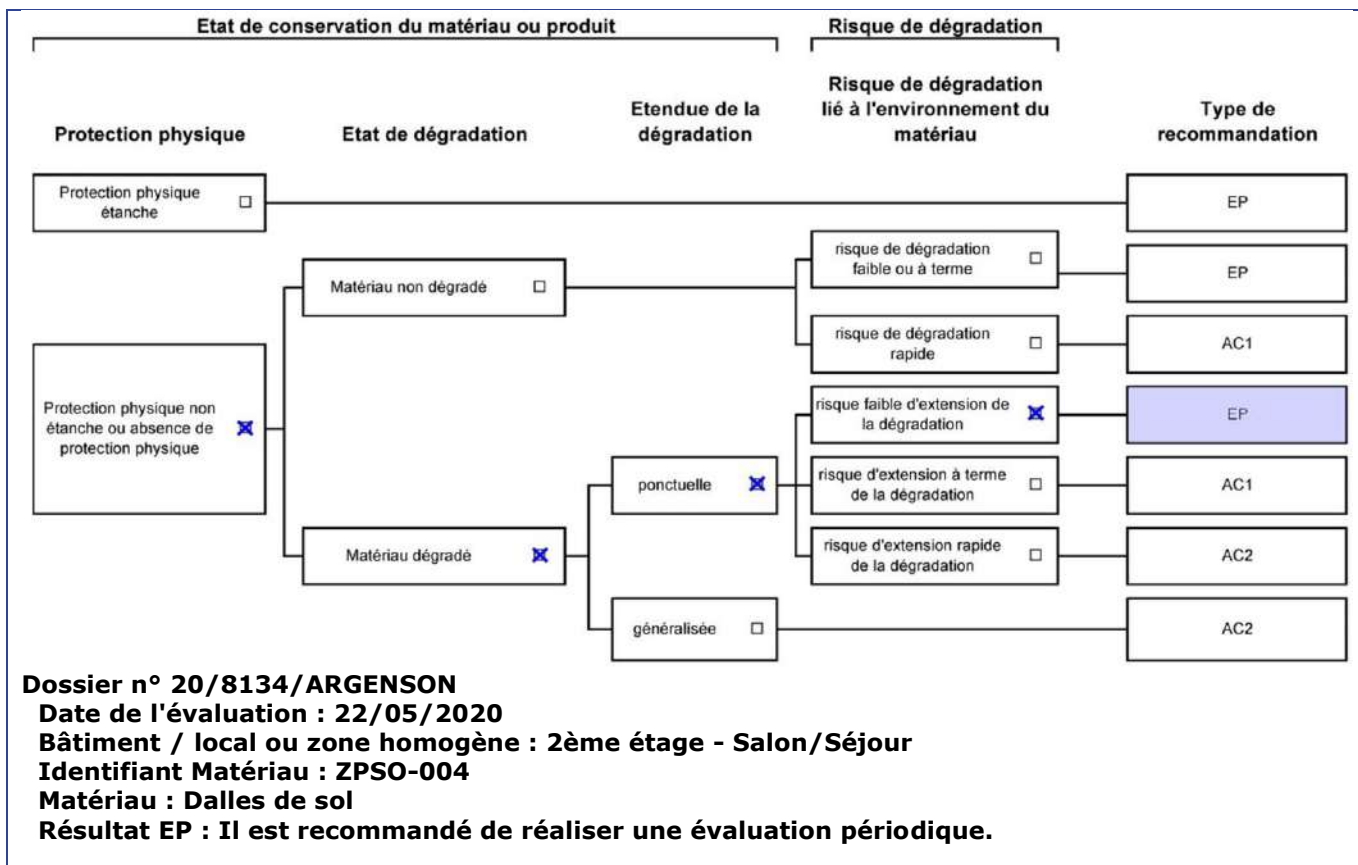 Etat de conservation du matériau ou produit
Risque de dégradation
Protection physique
Etat de dégradation
Etendue de la
dégradation
Risque de dégradation
lié à l'environnement du
matériau
Type de
recommandation
Protection physique
étanche
EP
Matériau non dégradé
risque de dégradation
faible ou à terme
EP
risque de dégradation
rapide
AC1
Protection physique non
étanche ou absence de
protection physique
risque faible d'extension de
la dégradation
EP
ponctuelle
risque d'extension à terme
de la dégradation
AC1
Matériau dégradé
risque d'extension rapide
de la dégradation
AC2
généralisée
AC2
Dossier n° 20/8134/ARGENSON
Date de l'évaluation : 22/05/2020
Bâtiment / local ou zone homogène : 2ème étage - Salon/Séjour
Identifiant Matériau : ZPSO-004
Matériau : Dalles de sol
Résultat EP : Il est recommandé de réaliser une évaluation périodique.